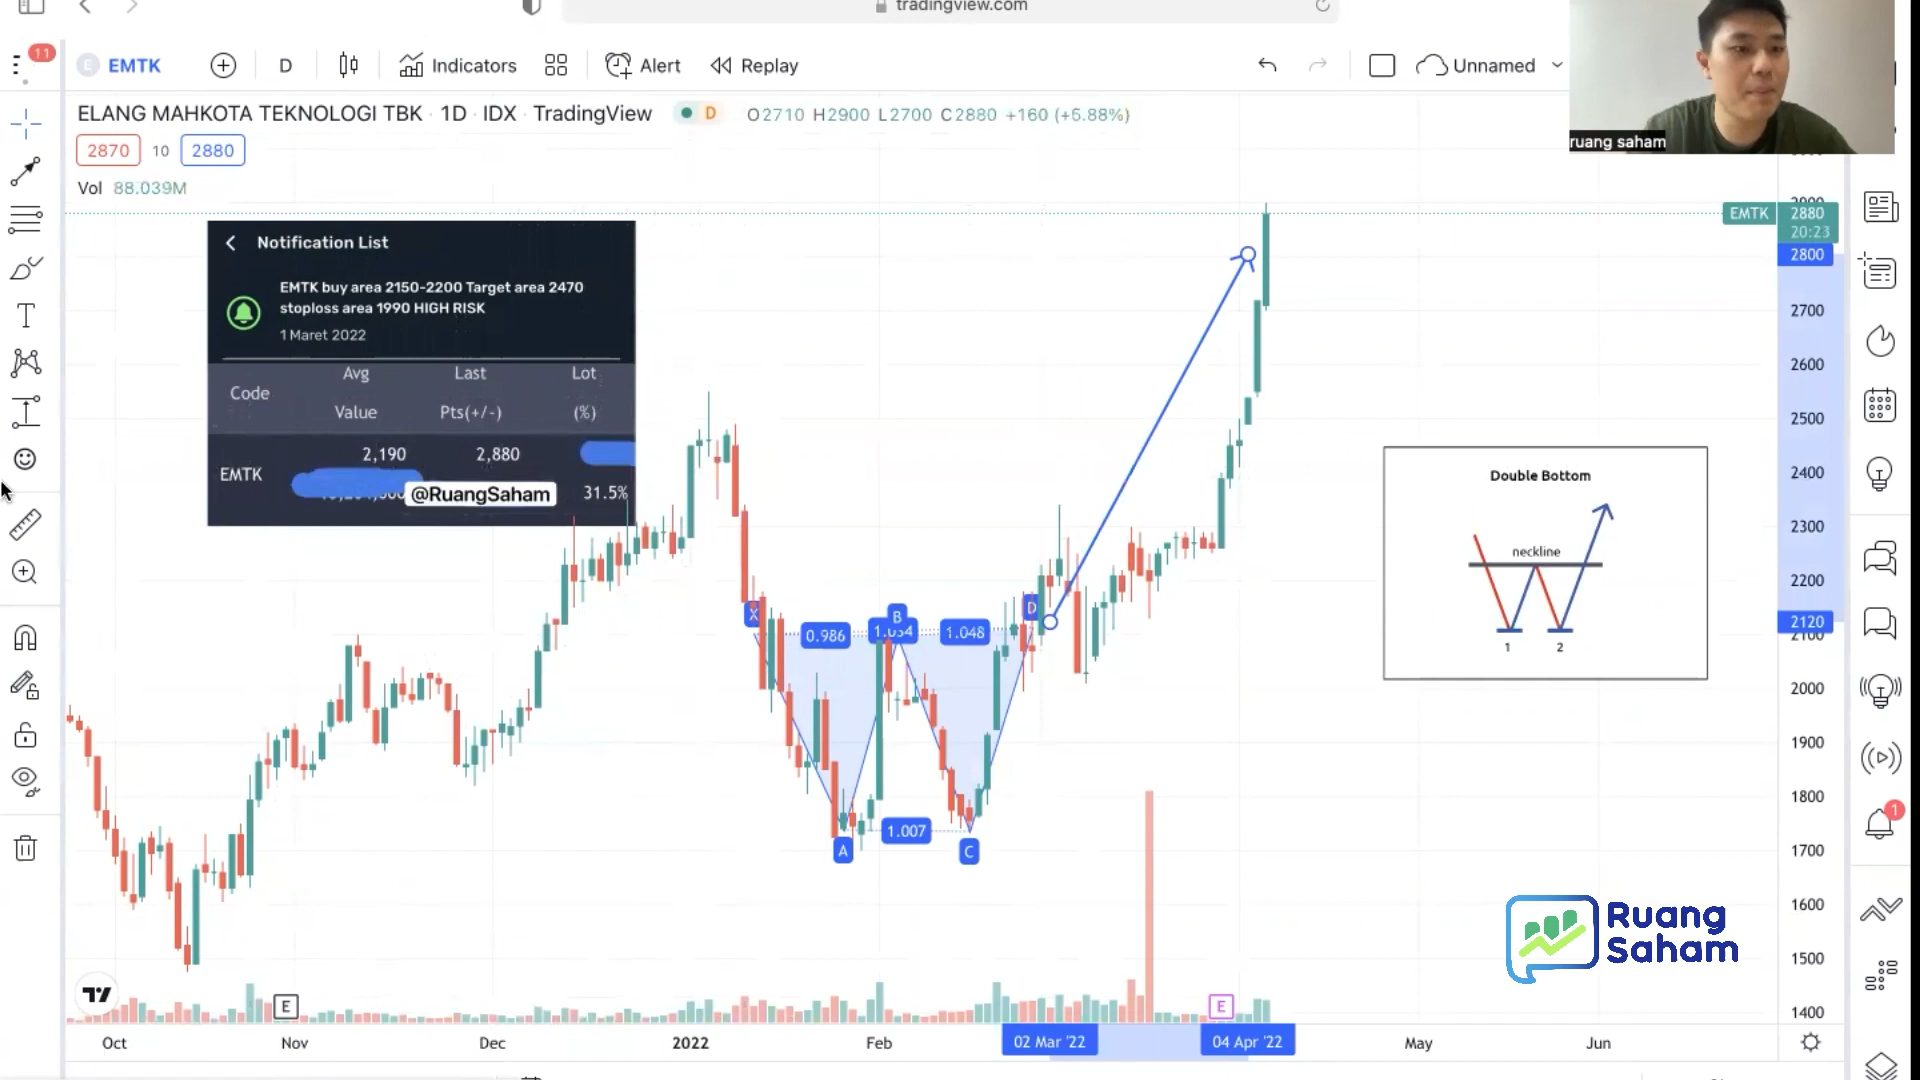 tradingview.com
11
E EMTK D Indicators Alert Replay Unnamed
ELANG MAHKOTA TEKNOLOGI TBK · 1D · IDX · TradingView D O2710 H2900 L2700 C2880 +160 (+5.88%)
2870 10 2880
Vol 88.039M
ruang saham
Notification List
EMTK buy area 2150-2200 Target area 2470
stoploss area 1990 HIGH RISK
1 Maret 2022
Code Avg Value Last Pts(+/-) Lot (%)
EMTK 2,190 2,880
@RuangSaham 31.5%
EMTK 2880
20:23
2800
2700
2600
2500
2400
2300
2200
2120
2100
2000
1900
1800
1700
1600
1500
1400
X B D
0.986 1.034 1.048
1.007
A C
Double Bottom
neckline
1 2
Ruang
Saham
1
E E
Oct Nov Dec 2022 Feb 02 Mar '22 04 Apr '22 May Jun